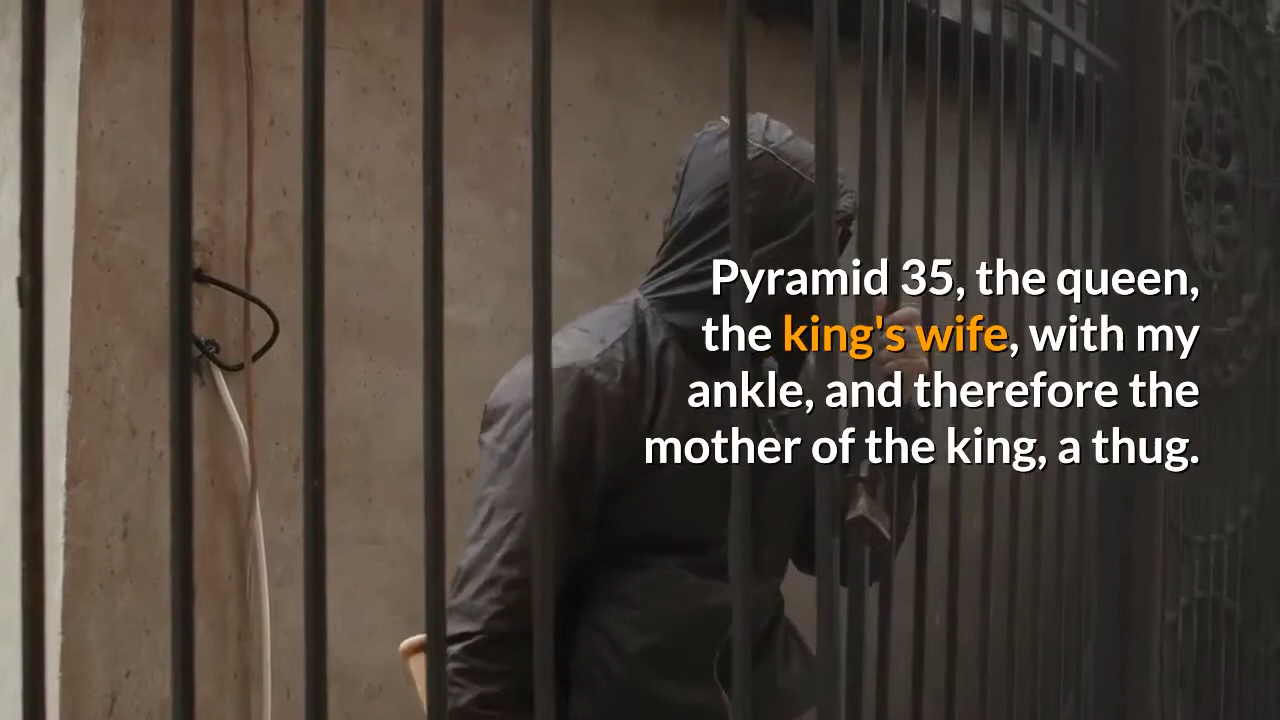 Pyramid 35, the queen,
the king's wife, with my
ankle, and therefore the
mother of the king, a thug.